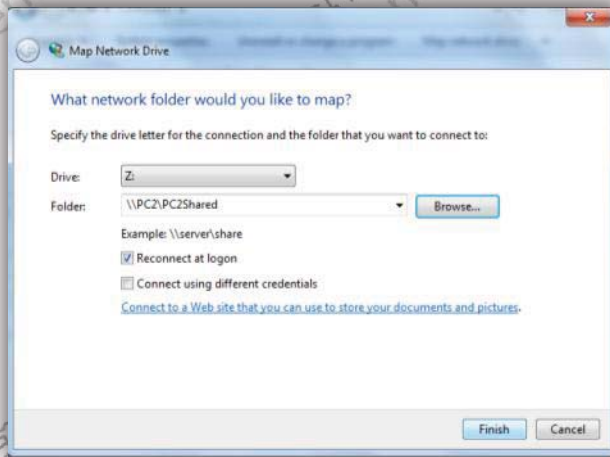 Map Network Drive
What network folder would you like to map?
Specify the drive letter for the connection and the folder that you want to connect to:
Drive: Z:
Folder: \\PC2\PC2Shared Browse...
Example: \\server\share
Reconnect at logon
Connect using different credentials
Connect to a Web site that you can use to store your documents and pictures.
Finish Cancel